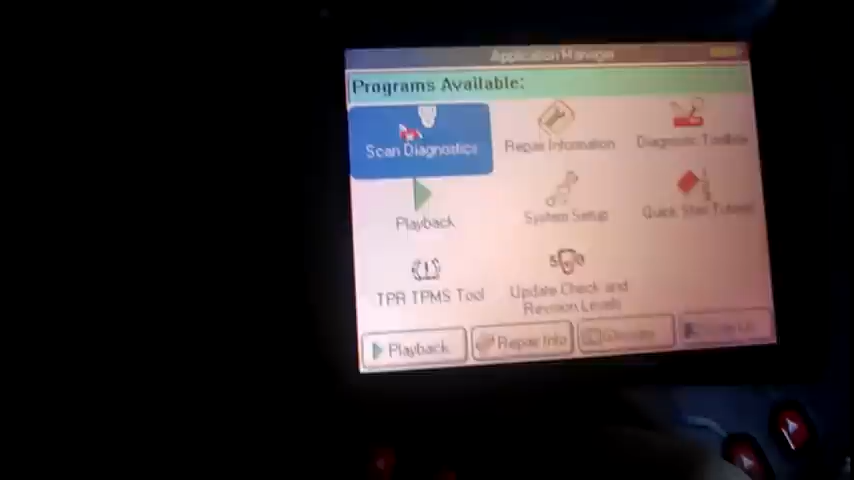 Application Manager
Programs Available:
Scan Diagnostics
Repair Information
Diagnostic Toolbox
Playback
System Setup
Quick Start Tutorial
TPR TPMS Tool
Update Check and
Revision Levels
Playback
Repair Info